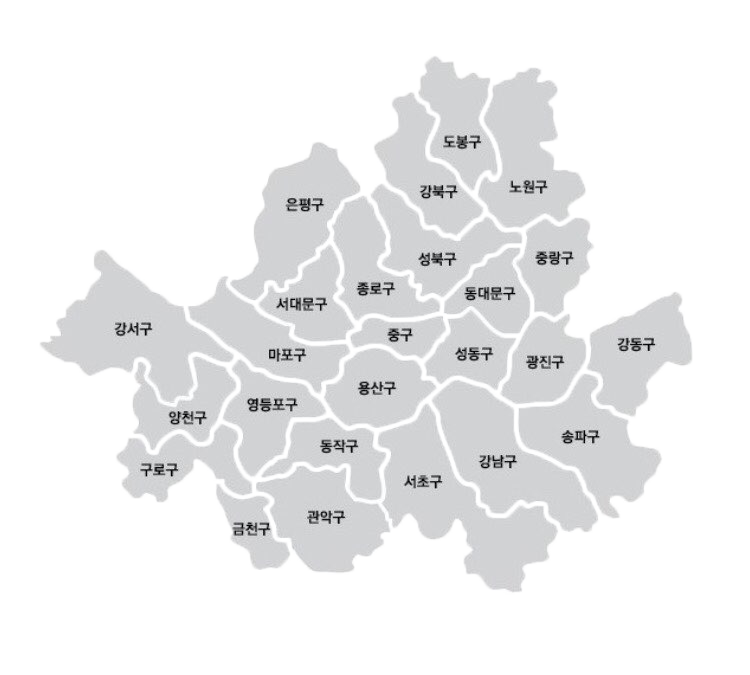 도봉구
노원구
강북구
은평구
성북구
중랑구
종로구
동대문구
서대문구
강서구
중구
강동구
마포구
성동구
광진구
용산구
영등포구
양천구
송파구
동작구
강남구
구로구
서초구
관악구
금천구